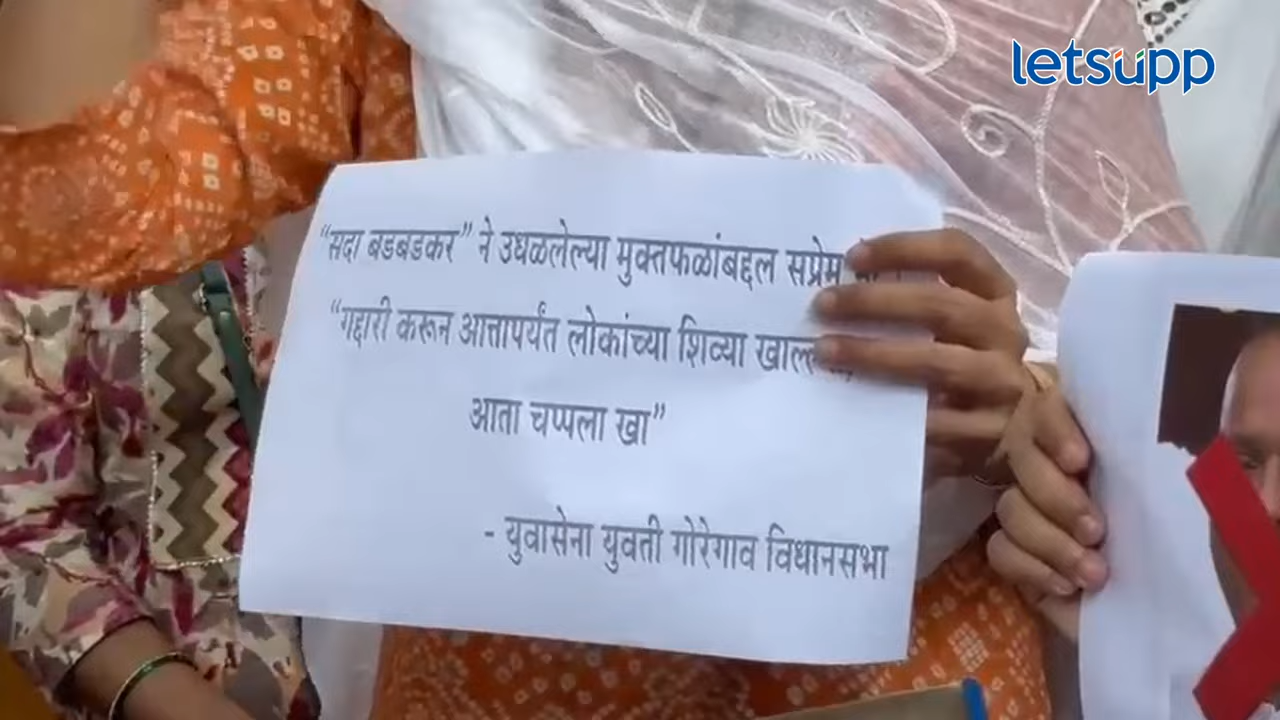 letsupp
“सदा बडबडकर” ने उधळलेल्या मुक्तफळांबद्दल सप्रेम
“गद्दारी करून आत्तापर्यंत लोकांच्या शिव्या
आता चप्पला खा”
- युवासेना युवती गोरेगाव विधानसभा